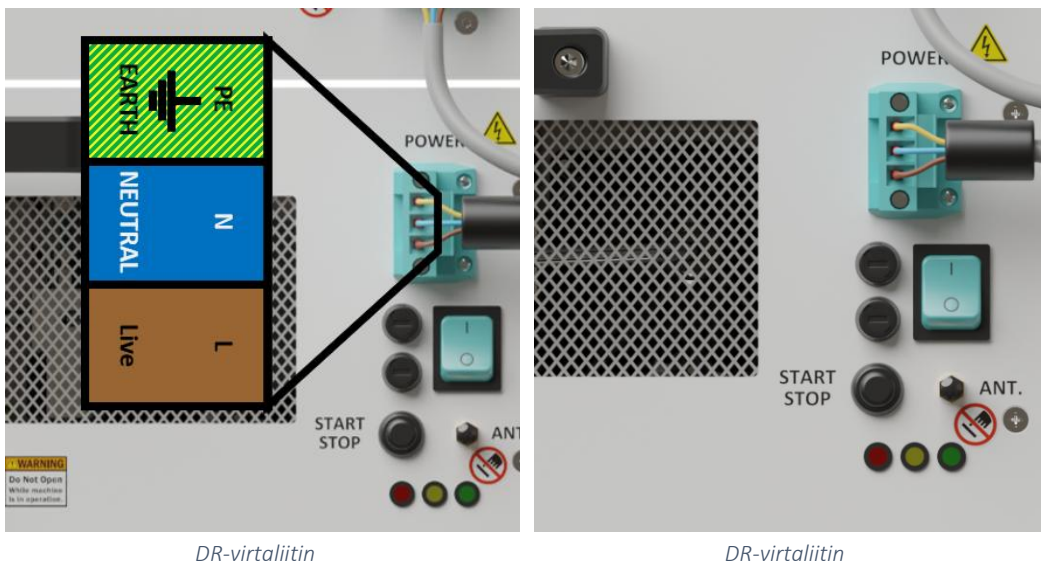 PE
EARTH
N
NEUTRAL
L
Live
POWER
START
STOP
ANT
WARNING
Do Not Open
While machine
is in operation.
POWER
START
STOP
ANT.
DR-virtaliitin
DR-virtaliitin